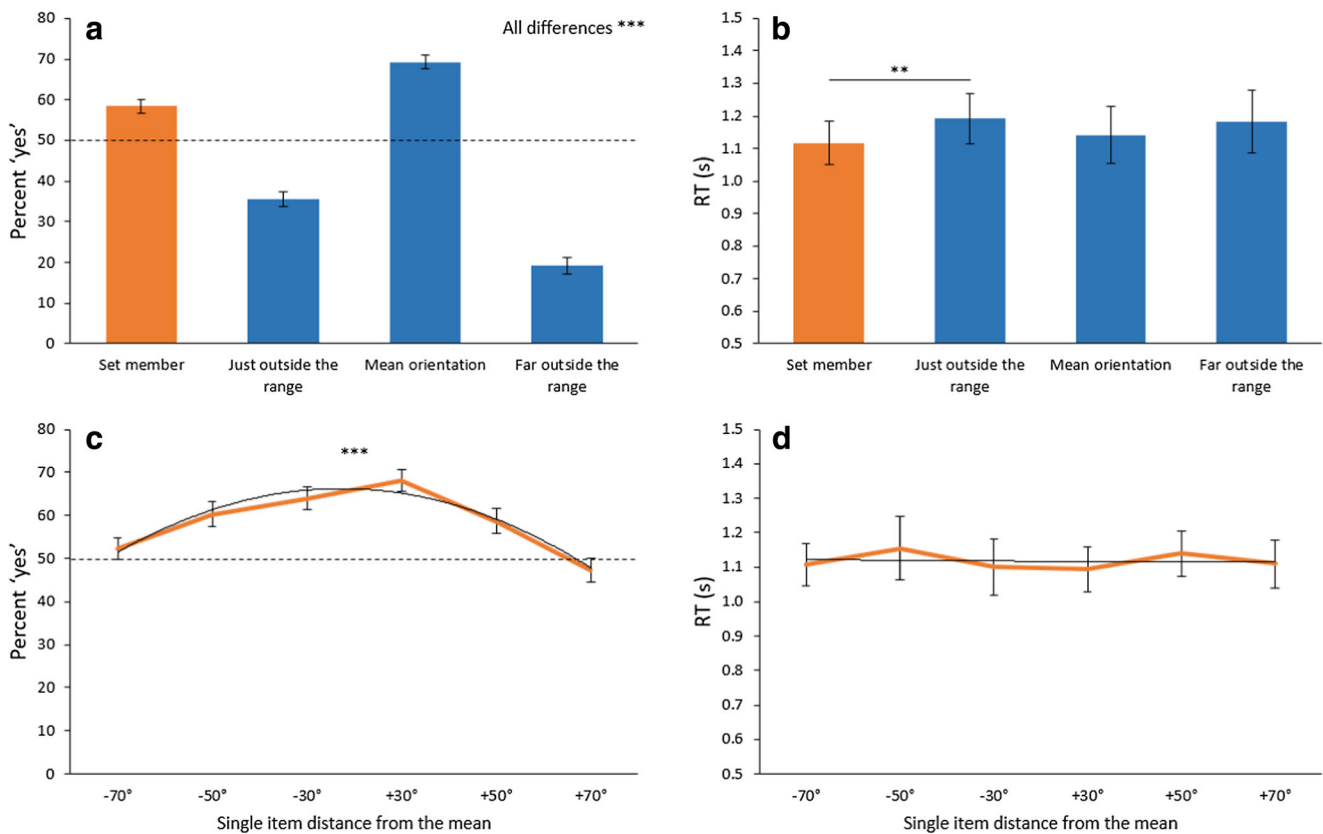 a
All differences ***
Percent 'yes'
80
70
60
50
40
30
20
10
0
Set member
Just outside the
range
Mean orientation
Far outside the
range
b
**
RT (s)
1.5
1.4
1.3
1.2
1.1
1.0
0.9
0.8
0.7
0.6
0.5
Set member
Just outside the
range
Mean orientation
Far outside the
range
c
***
Percent 'yes'
80
70
60
50
40
30
20
10
0
-70° -50° -30° +30° +50° +70°
Single item distance from the mean
d
RT (s)
1.5
1.4
1.3
1.2
1.1
1.0
0.9
0.8
0.7
0.6
0.5
-70° -50° -30° +30° +50° +70°
Single item distance from the mean